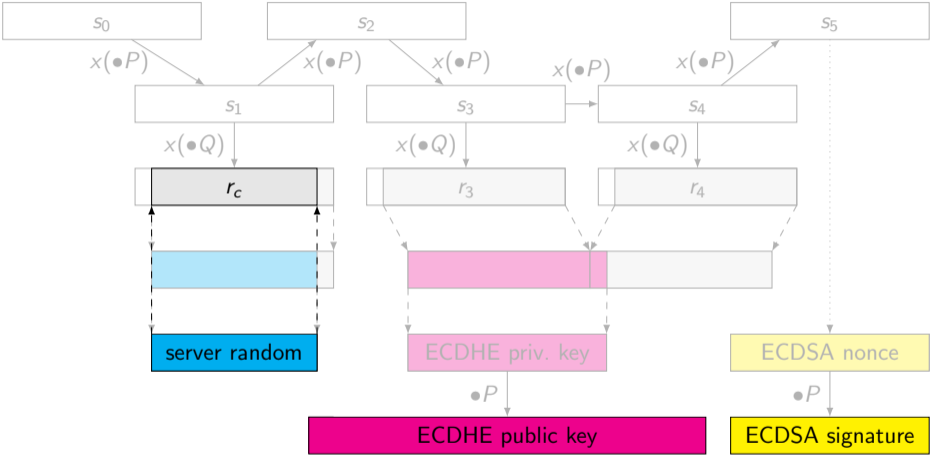 s₀ s₂ s₅
x(●P) x(●P) x(●P) x(●P) x(●P)
s₁ s₃ s₄
x(●Q) x(●Q) x(●Q)
r_c r₃ r₄
server random ECDHE priv. key ECDSA nonce
●P ●P
ECDHE public key ECDSA signature